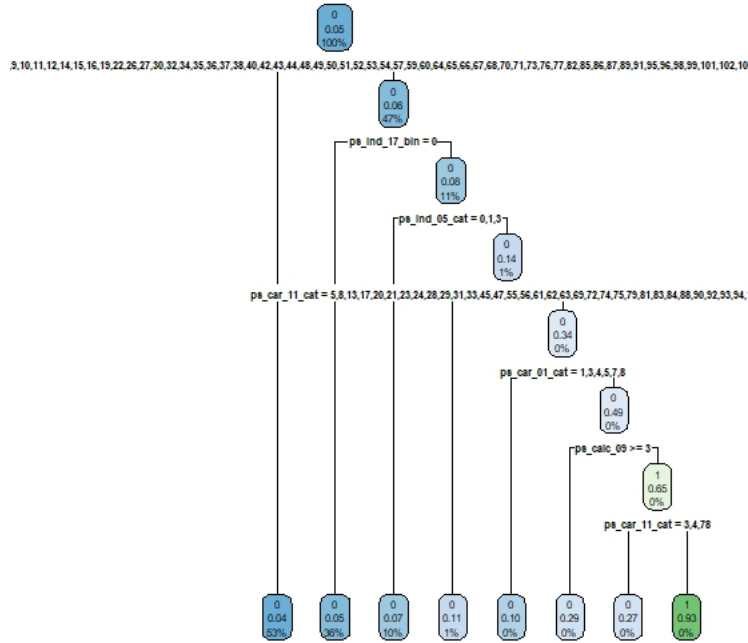 0
0.05
100%
,9,10,11,12,14,15,16,19,22,26,27,30,32,34,35,36,37,38,40,42,43,44,48,49,50,51,52,53,54,57,59,60,64,65,66,67,68,70,71,73,76,77,82,85,86,87,89,91,95,96,98,99,101,102,10
0
0.06
47%
ps_ind_17_bin = 0
0
0.08
11%
ps_ind_05_cat = 0,1,3
0
0.14
1%
ps_car_11_cat = 5,8,13,17,20,21,23,24,28,29,31,33,45,47,55,56,61,62,63,69,72,74,75,79,81,83,84,88,90,92,93,94,1
0
0.34
0%
ps_car_01_cat = 1,3,4,5,7,8
0
0.49
0%
ps_calc_09 >= 3
1
0.65
0%
ps_car_11_cat = 3,4,78
0 0 0 0 0 0 0 1
0.04 0.05 0.07 0.11 0.10 0.29 0.27 0.93
53% 36% 10% 1% 0% 0% 0% 0%